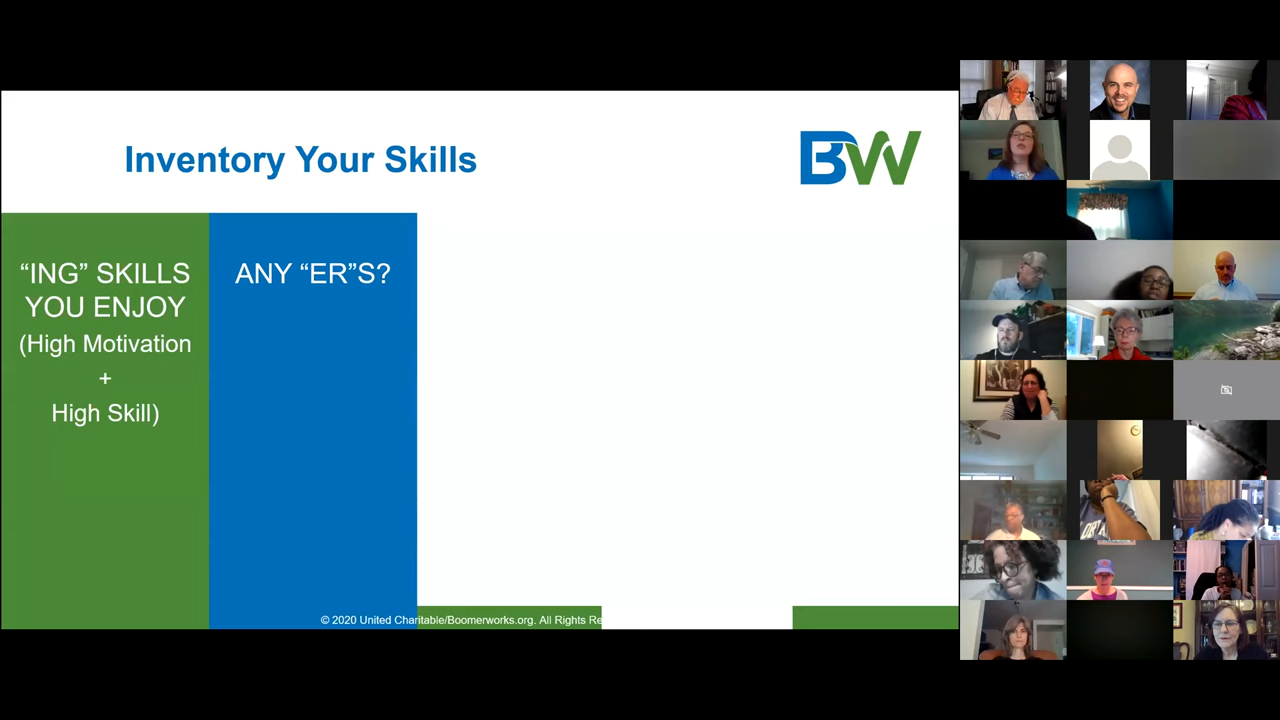 Inventory Your Skills
BW
“ING” SKILLS
YOU ENJOY
(High Motivation
+
High Skill)
ANY “ER”S?
© 2020 United Charitable/Boomerworks.org. All Rights Re